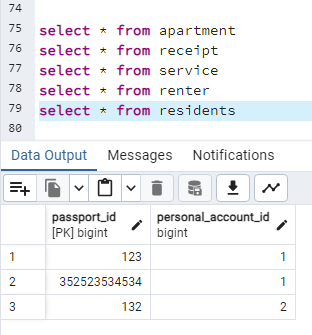 74
75 select * from apartment
76 select * from receipt
77 select * from service
78 select * from renter
79 select * from residents
80
Data Output Messages Notifications
passport_id personal_account_id
[PK] bigint bigint
1 123 1
2 352523534534 1
3 132 2